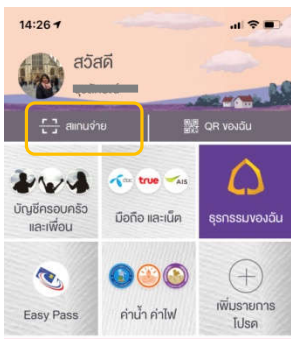 14:26
สวัสดี
สแกนจ่าย
QR ของฉัน
dtac true AIS
บัญชีครอบครัว
และเพื่อน
มือถือ และเน็ต
ธุรกรรมของฉัน
Easy Pass
ค่าน้ำ ค่าไฟ
เพิ่มรายการ
โปรด